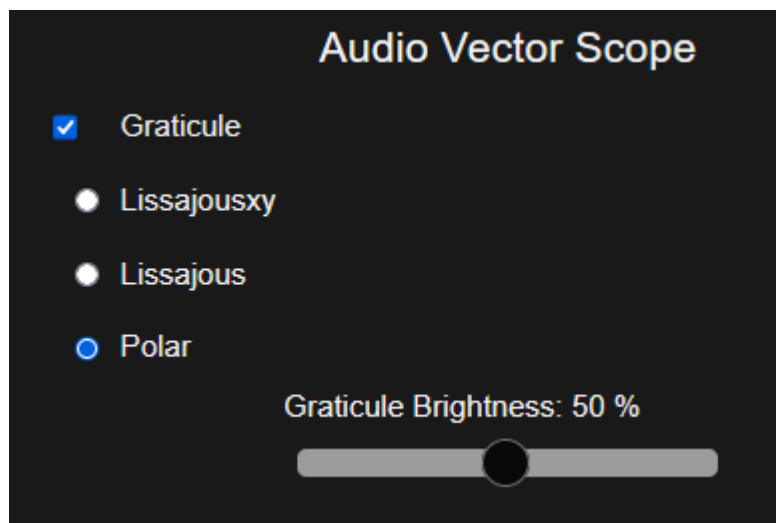 Audio Vector Scope
Graticule
Lissajousxy
Lissajous
Polar
Graticule Brightness: 50 %